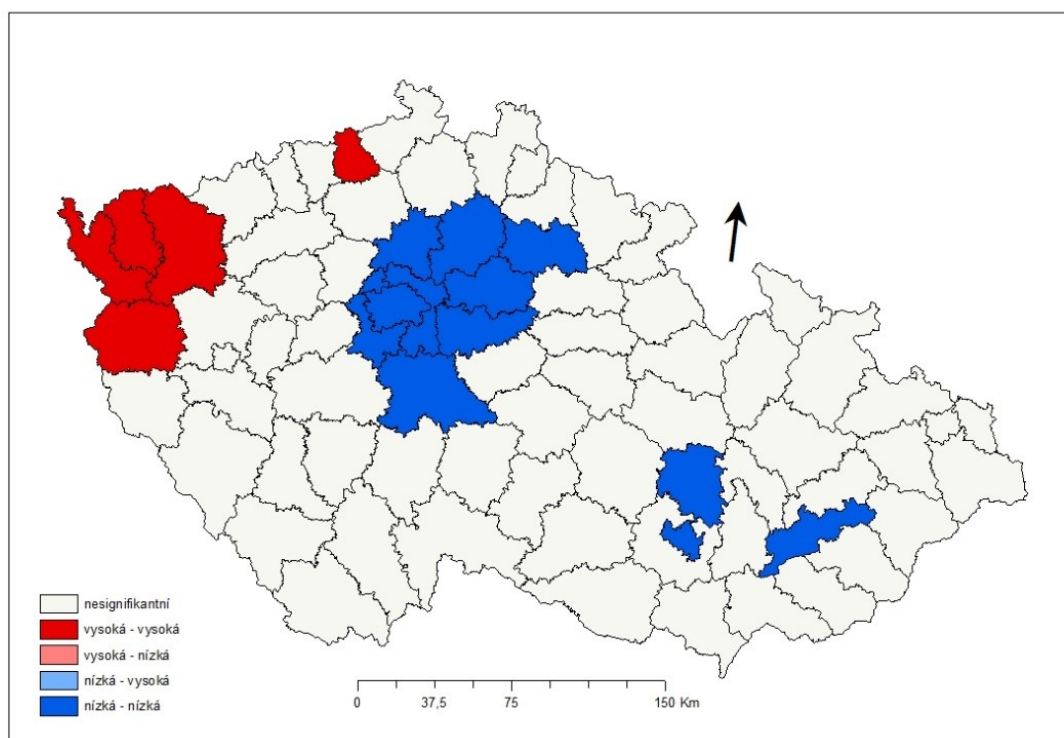 nesignifikantní
vysoká - vysoká
vysoká - nízká
nízká - vysoká
nízká - nízká
0 37,5 75 150 Km